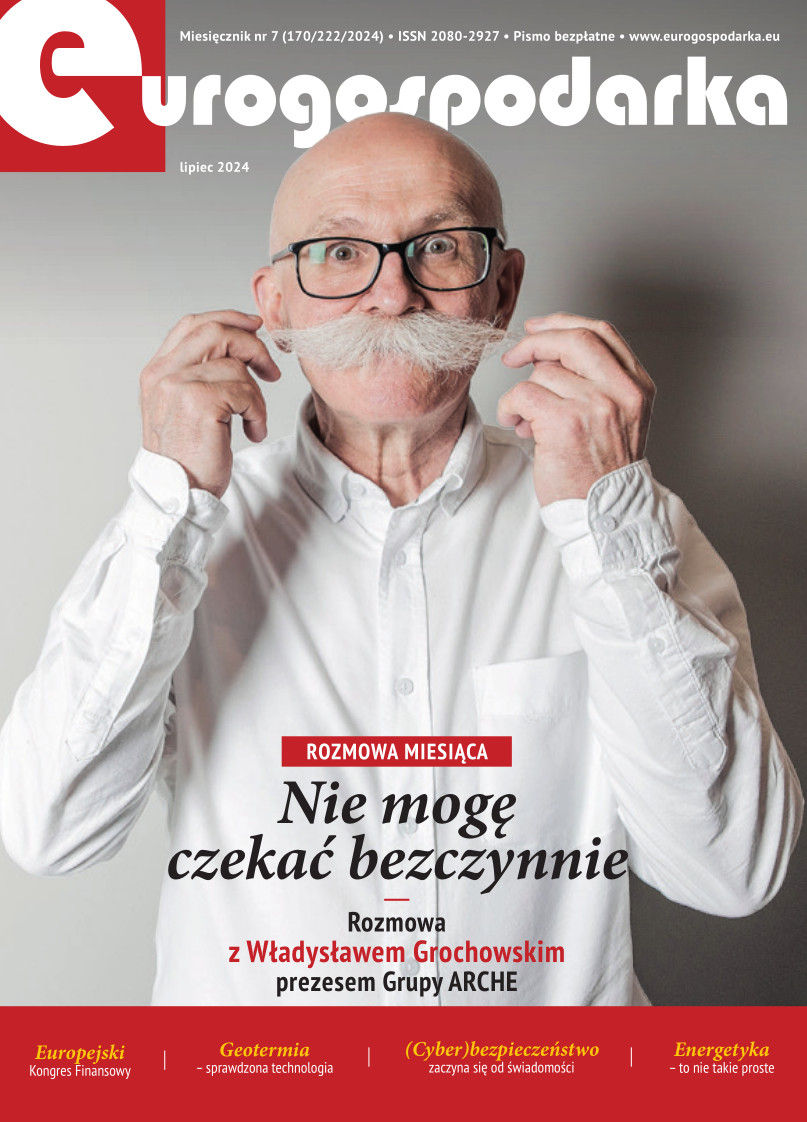 Miesięcznik nr 7 (170/222/2024) • ISSN 2080-2927 • Pismo bezpłatne • www.eurogospodarka.eu
eurogospodarka
lipiec 2024
ROZMOWA MIESIĄCA
Nie mogę
czekać bezczynnie
Rozmowa
z Władysławem Grochowskim
prezesem Grupy ARCHE
Europejski
Kongres Finansowy
Geotermia
– sprawdzona technologia
(Cyber)bezpieczeństwo
zaczyna się od świadomości
Energetyka
– to nie takie proste